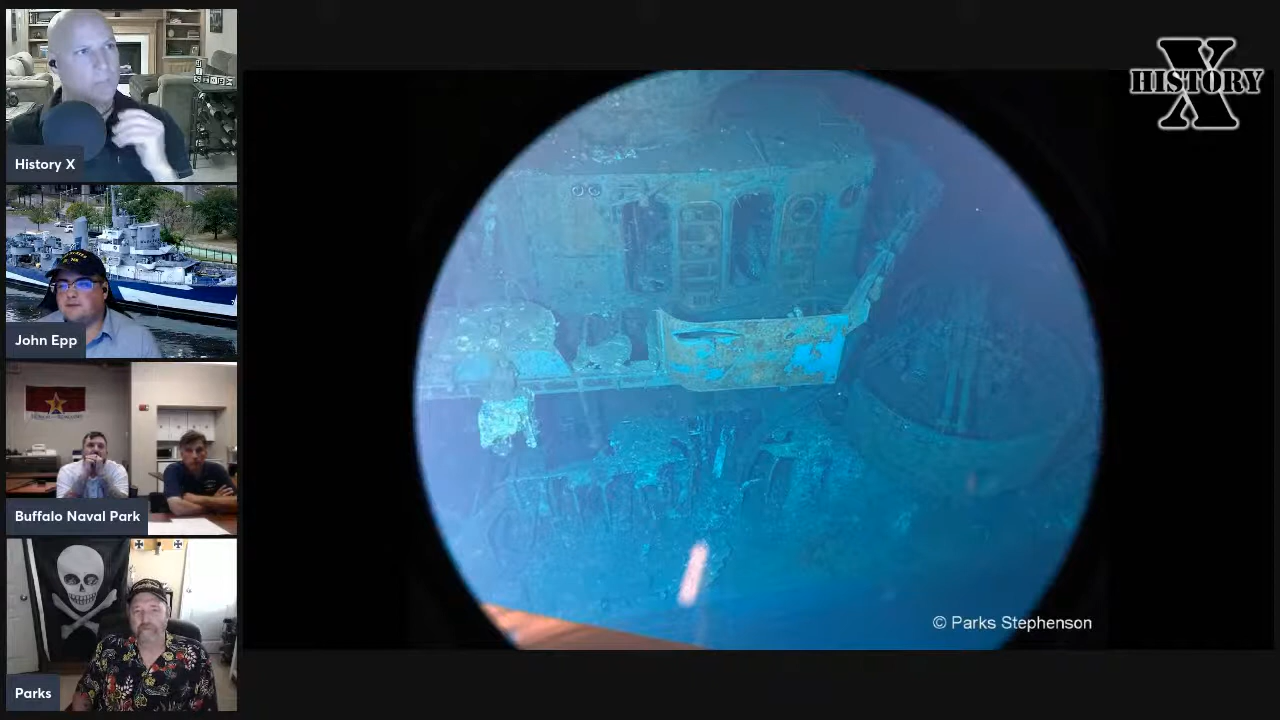 History X
John Epp
Buffalo Naval Park
Parks
HISTORY
X
© Parks Stephenson